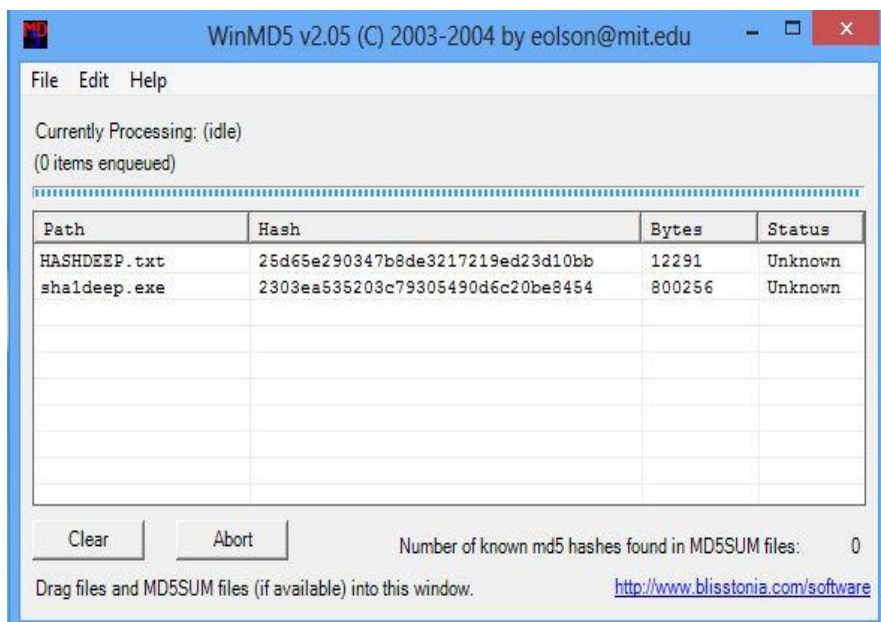 WinMD5 v2.05 (C) 2003-2004 by eolson@mit.edu
File Edit Help
Currently Processing: (idle)
(0 items enqueued)
Path Hash Bytes Status
HASHDEEP.txt 25d65e290347b8de3217219ed23d10bb 12291 Unknown
sha1deep.exe 2303ea535203c79305490d6c20be8454 800256 Unknown
Clear Abort Number of known md5 hashes found in MD5SUM files: 0
Drag files and MD5SUM files (if available) into this window. http://www.blisstonia.com/software